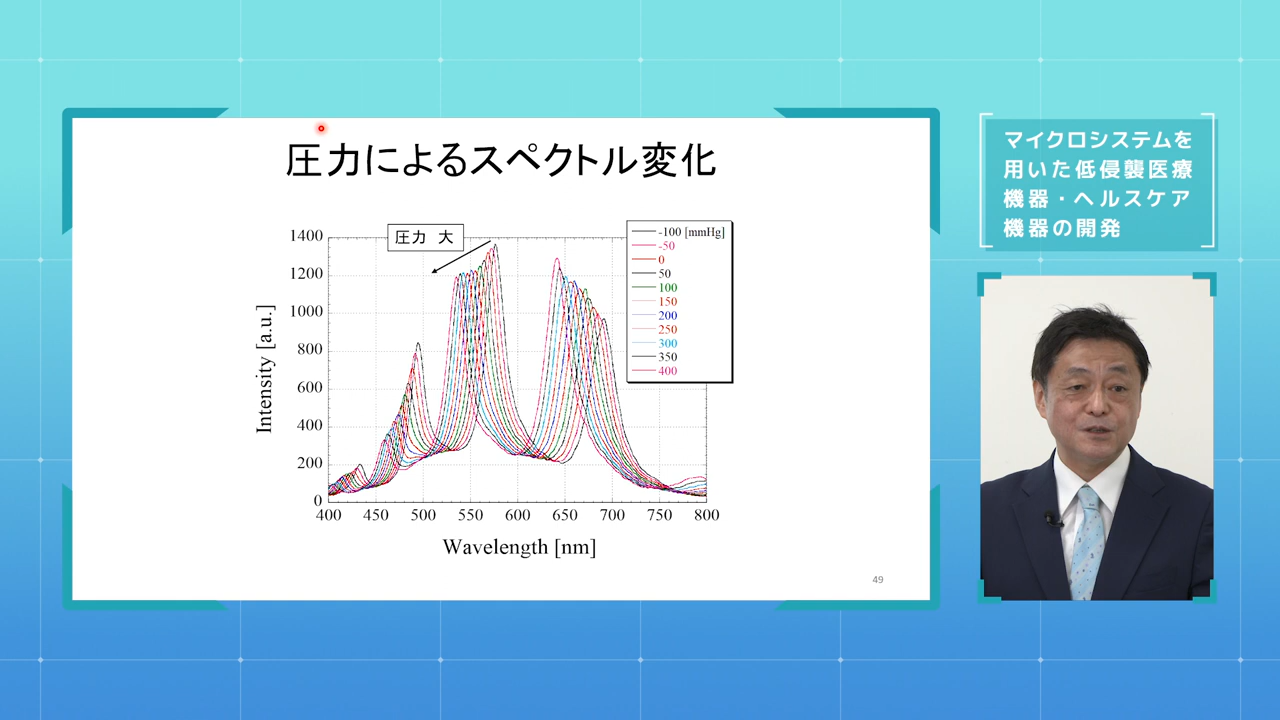 圧力によるスペクトル変化
圧力 大
1400
1200
1000
800
600
400
200
0
Intensity [a.u.]
400 450 500 550 600 650 700 750 800
Wavelength [nm]
-100 [mmHg]
-50
0
50
100
150
200
250
300
350
400
49
マイクロシステムを
用いた低侵襲医療
機器・ヘルスケア
機器の開発